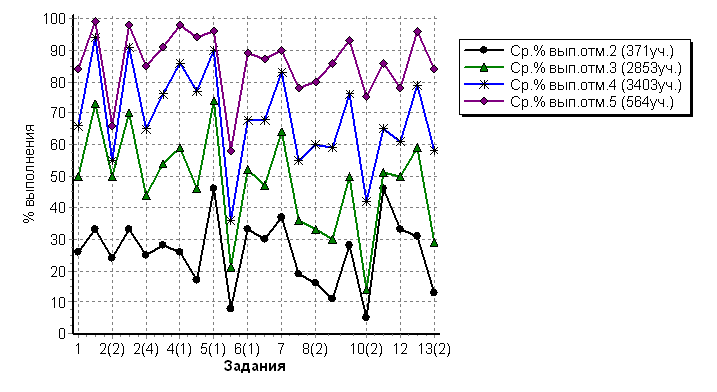 100
90
80
70
60
50
40
30
20
10
0
% выполнения
1 2(2) 2(4) 4(1) 5(1) 6(1) 7 8(2) 10(2) 12 13(2)
Задания
Ср.% вып.отм.2 (371уч.)
Ср.% вып.отм.3 (2853уч.)
Ср.% вып.отм.4 (3403уч.)
Ср.% вып.отм.5 (564уч.)